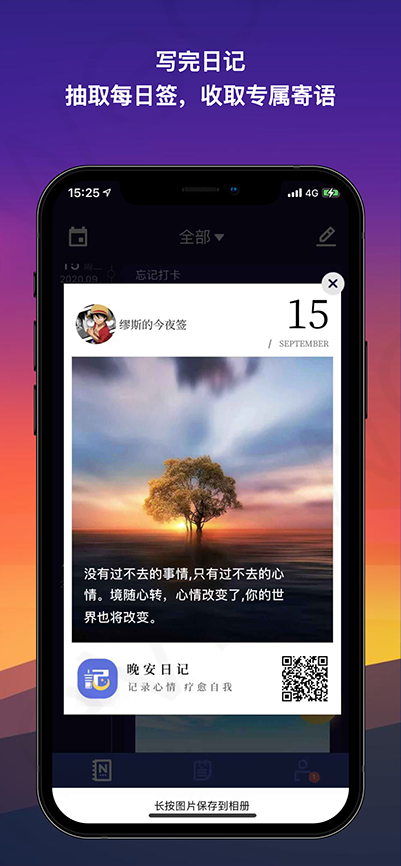 写完日记
抽取每日签，收取专属寄语
15:25
4G
全部
15
2020.09
忘记打卡
缪斯的今夜签
15
/ SEPTEMBER
没有过不去的事情,只有过不去的心
情。境随心转，心情改变了,你的世
界也将改变。
记
晚安日记
记录心情 疗愈自我
N
1
长按图片保存到相册